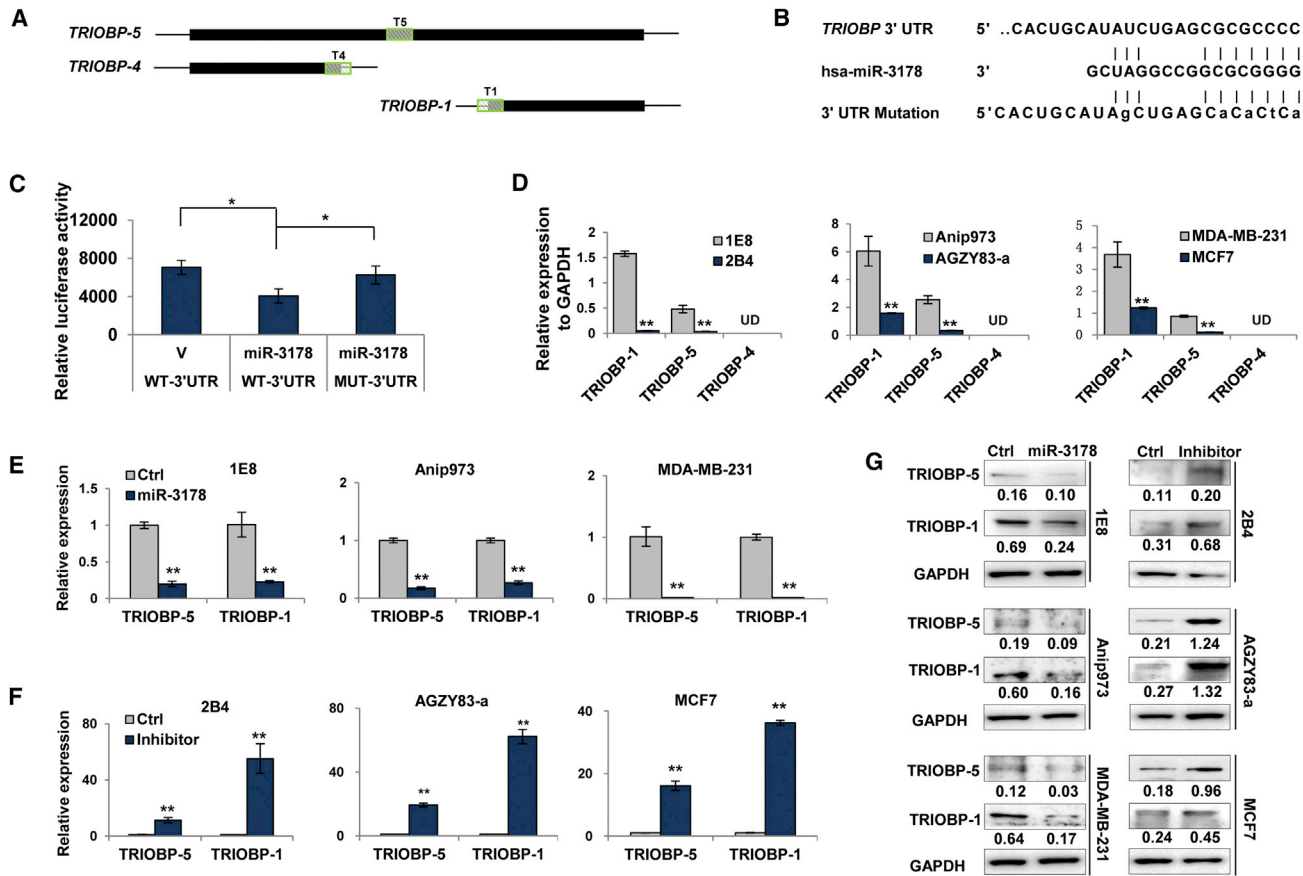 A
TRIOBP-5
T5
TRIOBP-4
T4
TRIOBP-1
T1
B
TRIOBP 3' UTR 5' ..CACUGCAUAUCUGAGCGCGCCCC
hsa-miR-3178 3' GCUAGGCCGGCGCGGGG
3' UTR Mutation 5'CACUGCAUAgCUGAGCaCaCtCa
C
Relative luciferase activity
12000
8000
4000
0
* *
V miR-3178 miR-3178
WT-3'UTR WT-3'UTR MUT-3'UTR
D
Relative expression
to GAPDH
2
1.5
1
0.5
0
1E8
2B4
** ** UD
TRIOBP-1 TRIOBP-5 TRIOBP-4
8
6
4
2
0
Anip973
AGZY83-a
** ** UD
TRIOBP-1 TRIOBP-5 TRIOBP-4
5
4
3
2
1
0
MDA-MB-231
MCF7
** ** UD
TRIOBP-1 TRIOBP-5 TRIOBP-4
E
Relative expression
1.5
1
0.5
0
Ctrl
miR-3178
1E8
** **
TRIOBP-5 TRIOBP-1
2
1
0
Anip973
** **
TRIOBP-5 TRIOBP-1
2
1
0
MDA-MB-231
** **
TRIOBP-5 TRIOBP-1
F
Relative expression
80
60
40
20
0
Ctrl
Inhibitor
2B4
** **
TRIOBP-5 TRIOBP-1
80
60
40
20
0
AGZY83-a
** **
TRIOBP-5 TRIOBP-1
40
20
0
MCF7
** **
TRIOBP-5 TRIOBP-1
G
Ctrl miR-3178 Ctrl Inhibitor
TRIOBP-5
0.16 0.10 0.11 0.20
TRIOBP-1
0.69 0.24 0.31 0.68
GAPDH
1E8
2B4
TRIOBP-5
0.19 0.09 0.21 1.24
TRIOBP-1
0.60 0.16 0.27 1.32
GAPDH
Anip973
AGZY83-a
TRIOBP-5
0.12 0.03 0.18 0.96
TRIOBP-1
0.64 0.17 0.24 0.45
GAPDH
MDA-MB-231
MCF7